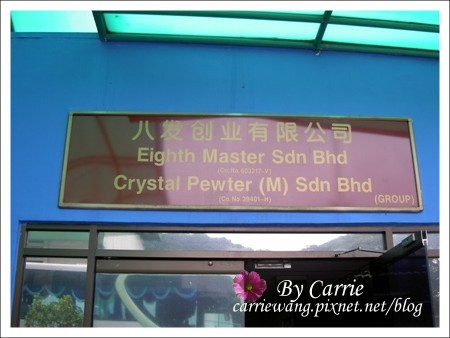 八发创业有限公司
Eighth Master Sdn Bhd
Crystal Pewter (M) Sdn Bhd
(GROUP)
By Carrie
carriewang.pixnet.net/blog